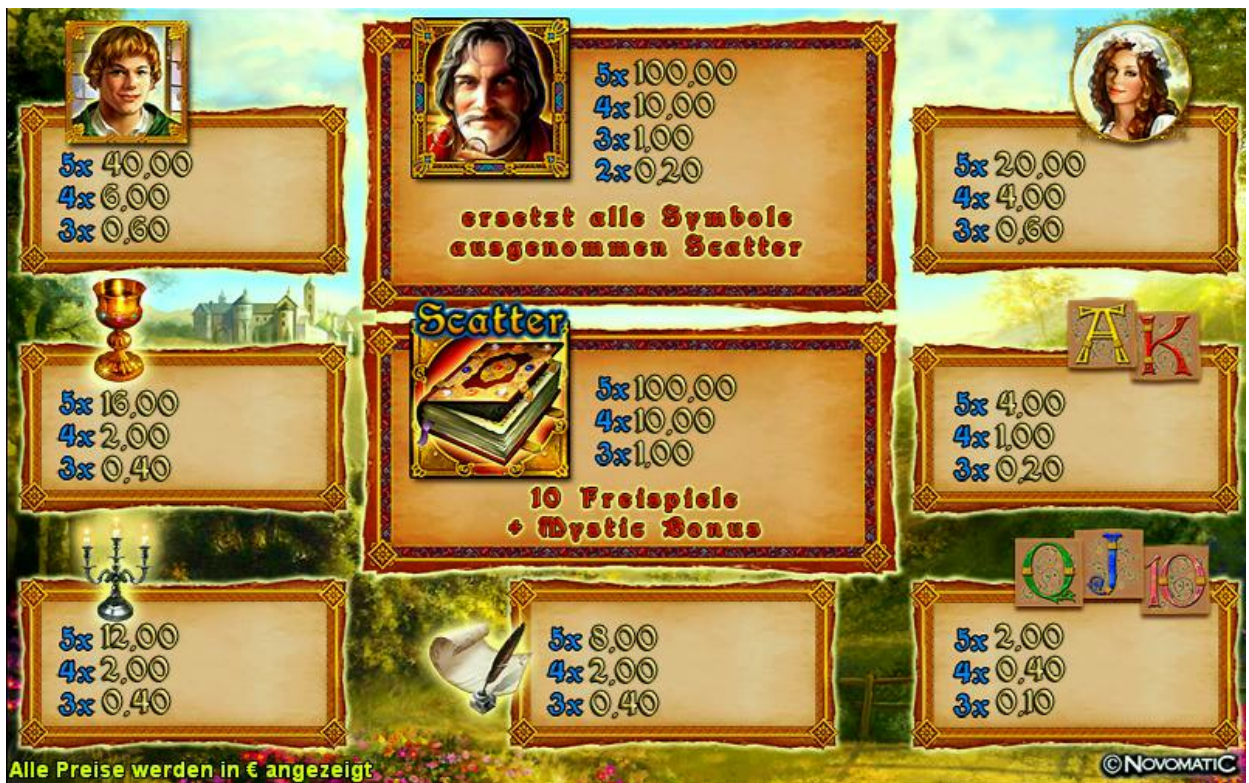 5x 40,00
4x 6,00
3x 0,60
5x 100,00
4x 10,00
3x 1,00
2x 0,20
ersetzt alle Symbole
ausgenommen Scatter
5x 20,00
4x 4,00
3x 0,60
5x 16,00
4x 2,00
3x 0,40
Scatter
5x 100,00
4x 10,00
3x 1,00
10 Freispiele
+ Mystic Bonus
A K
5x 4,00
4x 1,00
3x 0,20
5x 12,00
4x 2,00
3x 0,40
5x 8,00
4x 2,00
3x 0,40
Q J 10
5x 2,00
4x 0,40
3x 0,10
Alle Preise werden in € angezeigt
© NOVOMATIC